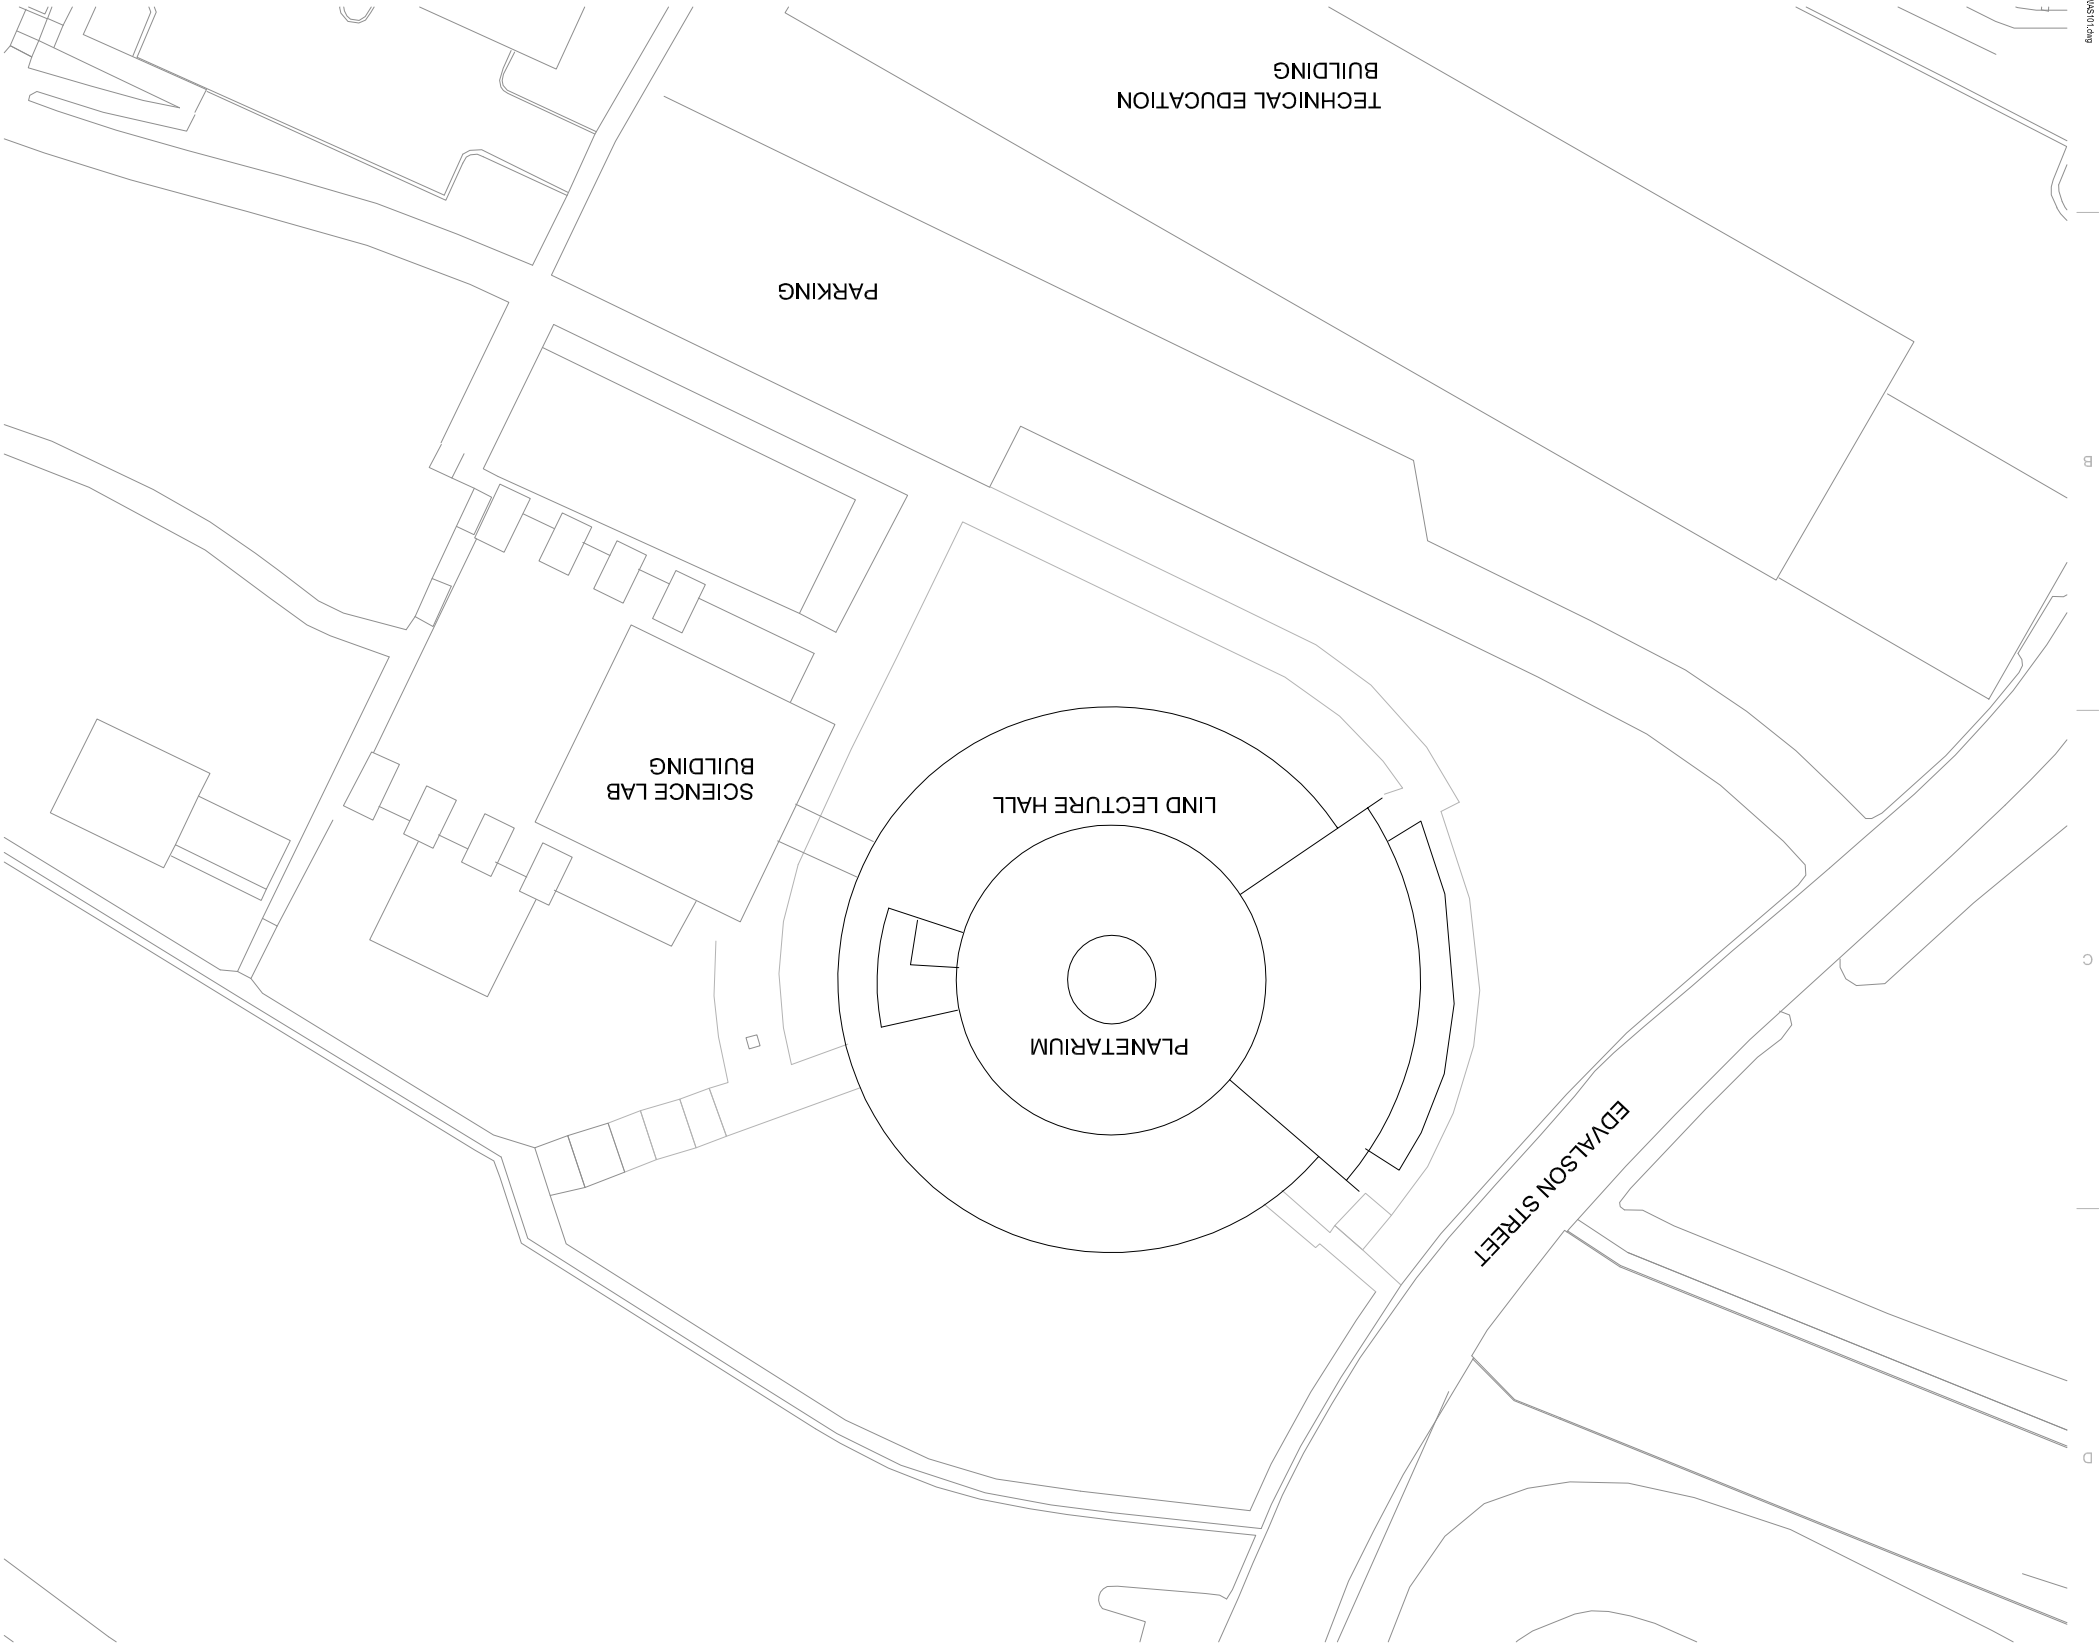 TECHNICAL EDUCATION
BUILDING
PARKING
SCIENCE LAB
BUILDING
LIND LECTURE HALL
PLANETARIUM
EDVALSON STREET
B
C
D